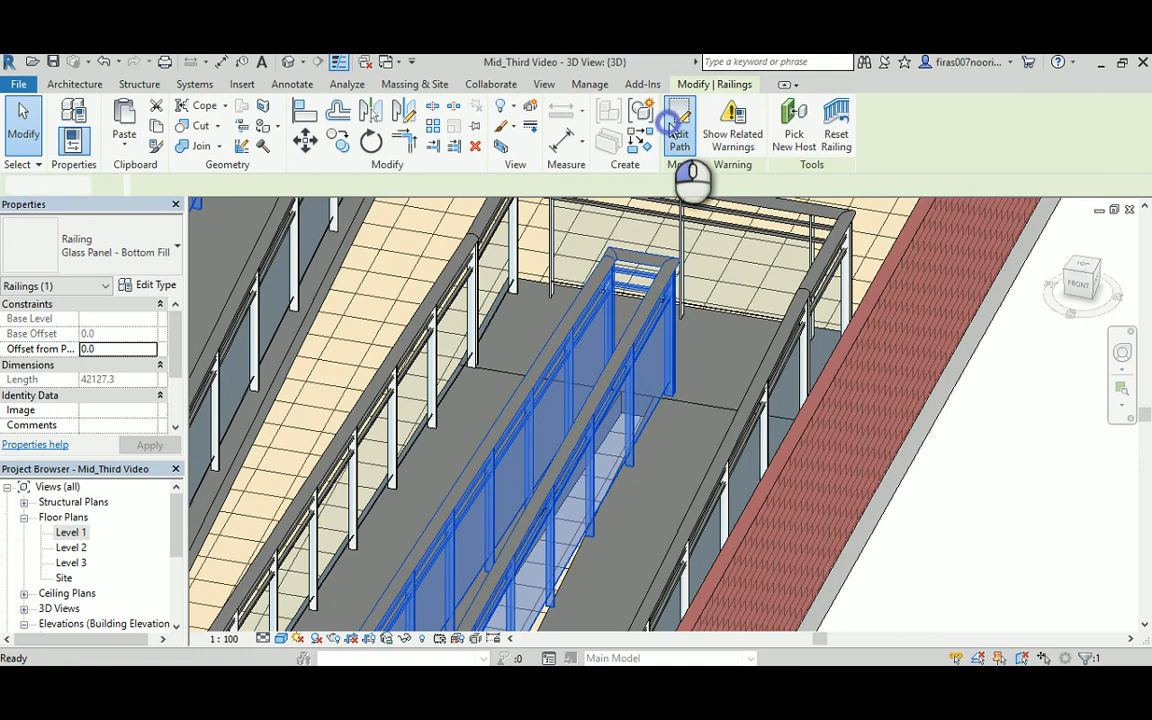 Mid_Third Video - 3D View: {3D}
Type a keyword or phrase
firas007noori...
File
Architecture
Structure
Systems
Insert
Annotate
Analyze
Massing & Site
Collaborate
View
Manage
Add-Ins
Modify | Railings
Modify
Properties
Paste
Cope
Cut
Join
Path
Show Related
Warnings
Pick
New Host
Reset
Railing
Select
Properties
Clipboard
Geometry
Modify
View
Measure
Create
Warning
Tools
Properties
Railing
Glass Panel - Bottom Fill
Railings (1)
Edit Type
Constraints
Base Level
Base Offset 0.0
Offset from P... 0.0
Dimensions
Length 42127.3
Identity Data
Image
Comments
Properties help
Apply
Project Browser - Mid_Third Video
Views (all)
Structural Plans
Floor Plans
Level 1
Level 2
Level 3
Site
Ceiling Plans
3D Views
Elevations (Building Elevation
TOP
FRONT
1 : 100
Ready
:0
Main Model
:1